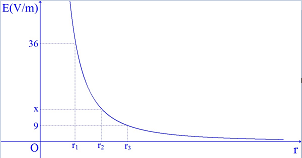 E(V/m)
36
x
9
O r₁ r₂ r₃ r